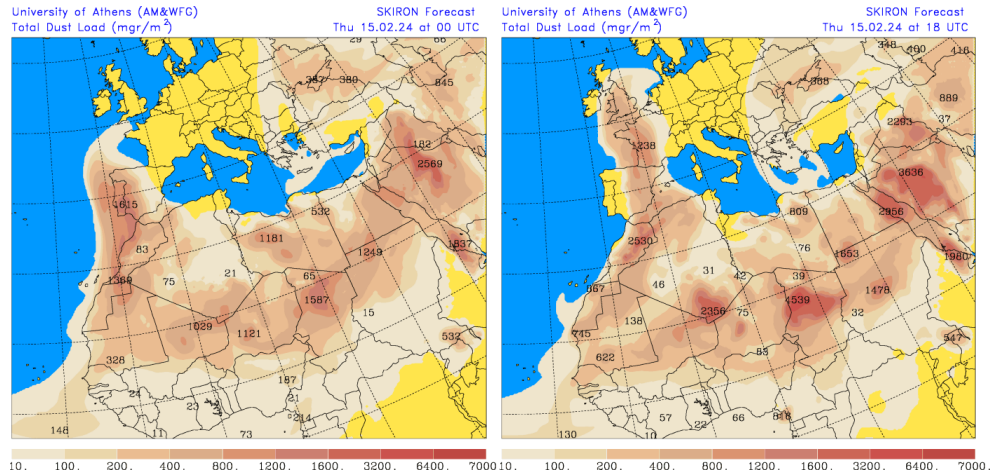 University of Athens (AM&WFG) SKIRON Forecast
Total Dust Load (mgr/m²) Thu 15.02.24 at 00 UTC
29 66
387 380 845
182
2569
1615 532
83 1181 1249 1837
1369 75 21 65
1587
1029 1121 15
328 532
187
24 23 21
214
148 11 73
10. 100. 200. 400. 800. 1200. 1600. 3200. 6400. 7000.
University of Athens (AM&WFG) SKIRON Forecast
Total Dust Load (mgr/m²) Thu 15.02.24 at 18 UTC
348 418
368 889
2293 37
1238
3636
809 2956
2530 76 1653 1980
31 42 39
867 46 1478
2356 75 4539 32
745 138
622 83 547
57 66 818
22
130 10
10. 100. 200. 400. 800. 1200. 1600. 3200. 6400. 7000.